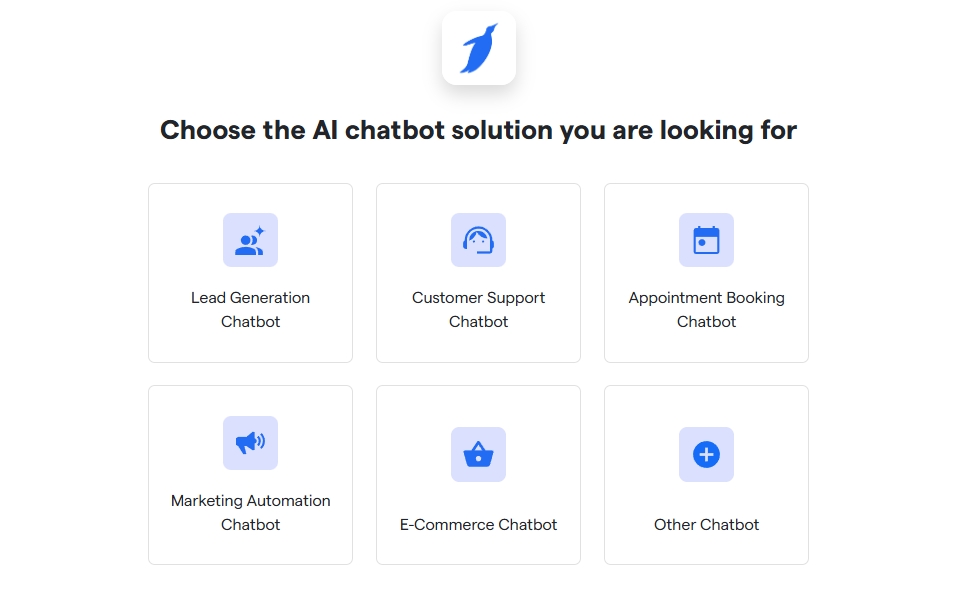 Choose the AI chatbot solution you are looking for
Lead Generation
Chatbot
Customer Support
Chatbot
Appointment Booking
Chatbot
Marketing Automation
Chatbot
E-Commerce Chatbot
Other Chatbot